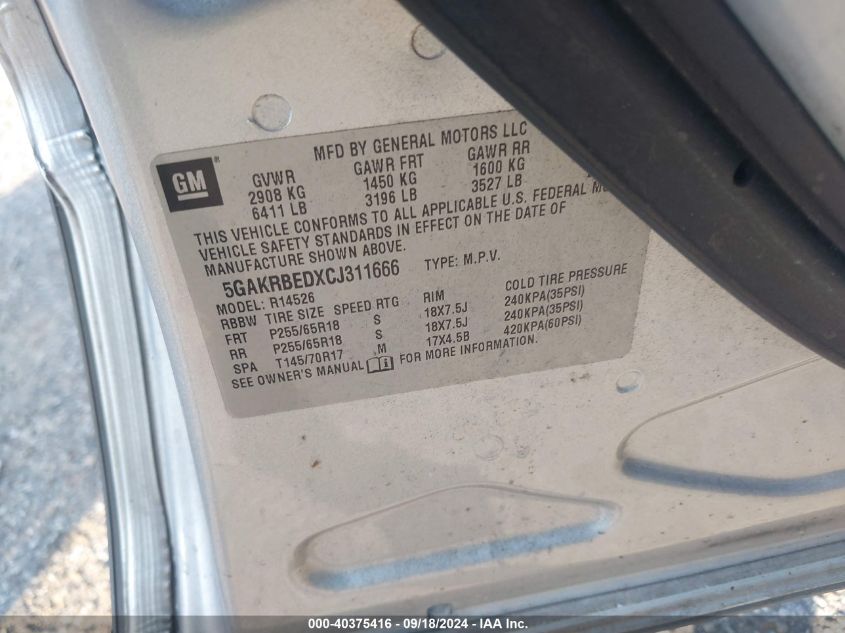 GM
MFD BY GENERAL MOTORS LLC
GVWR GAWR FRT GAWR RR
2908 KG 1450 KG 1600 KG
6411 LB 3196 LB 3527 LB
THIS VEHICLE CONFORMS TO ALL APPLICABLE U.S. FEDERAL
VEHICLE SAFETY STANDARDS IN EFFECT ON THE DATE OF
MANUFACTURE SHOWN ABOVE.
5GAKRBEDXCJ311666 TYPE: M.P.V.
MODEL: R14526
RBBW TIRE SIZE SPEED RTG RIM COLD TIRE PRESSURE
FRT P255/65R18 S 18X7.5J 240KPA(35PSI)
RR P255/65R18 S 18X7.5J 240KPA(35PSI)
SPA T145/70R17 M 17X4.5B 420KPA(60PSI)
SEE OWNER'S MANUAL FOR MORE INFORMATION.
000-40375416 - 09/18/2024 - IAA Inc.